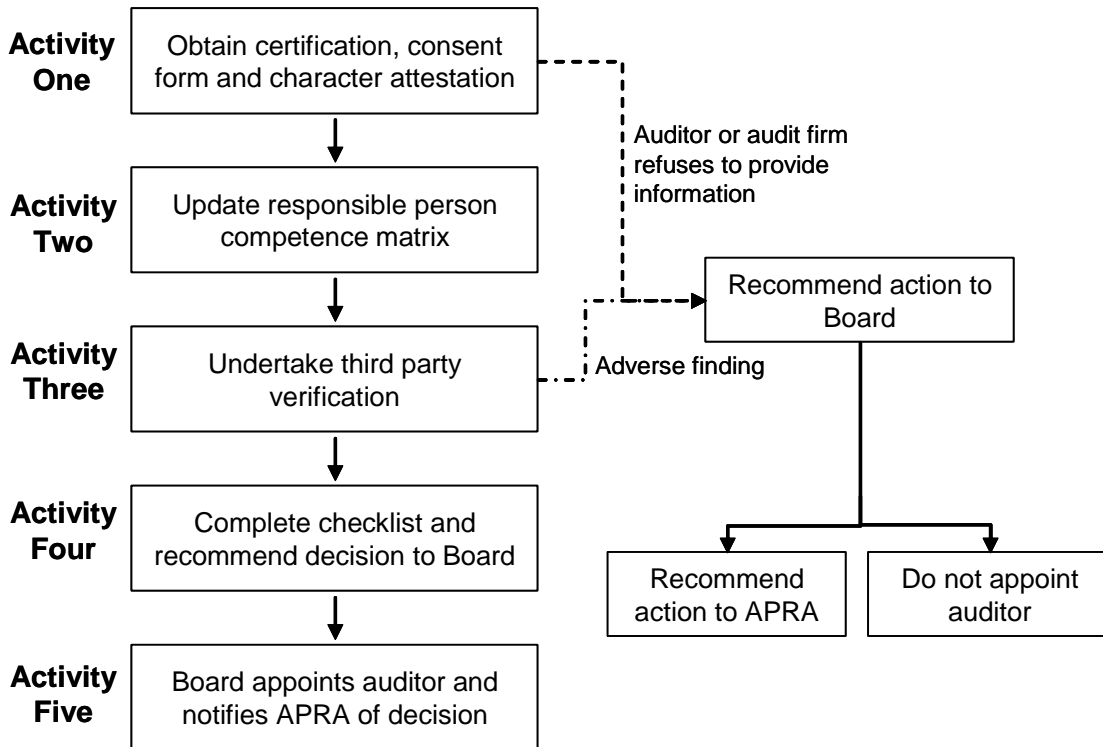 Activity
One
Obtain certification, consent
form and character attestation
Auditor or audit firm
refuses to provide
information
Activity
Two
Update responsible person
competence matrix
Recommend action to
Board
Activity
Three
Undertake third party
verification
Adverse finding
Activity
Four
Complete checklist and
recommend decision to Board
Recommend
action to APRA
Do not appoint
auditor
Activity
Five
Board appoints auditor and
notifies APRA of decision